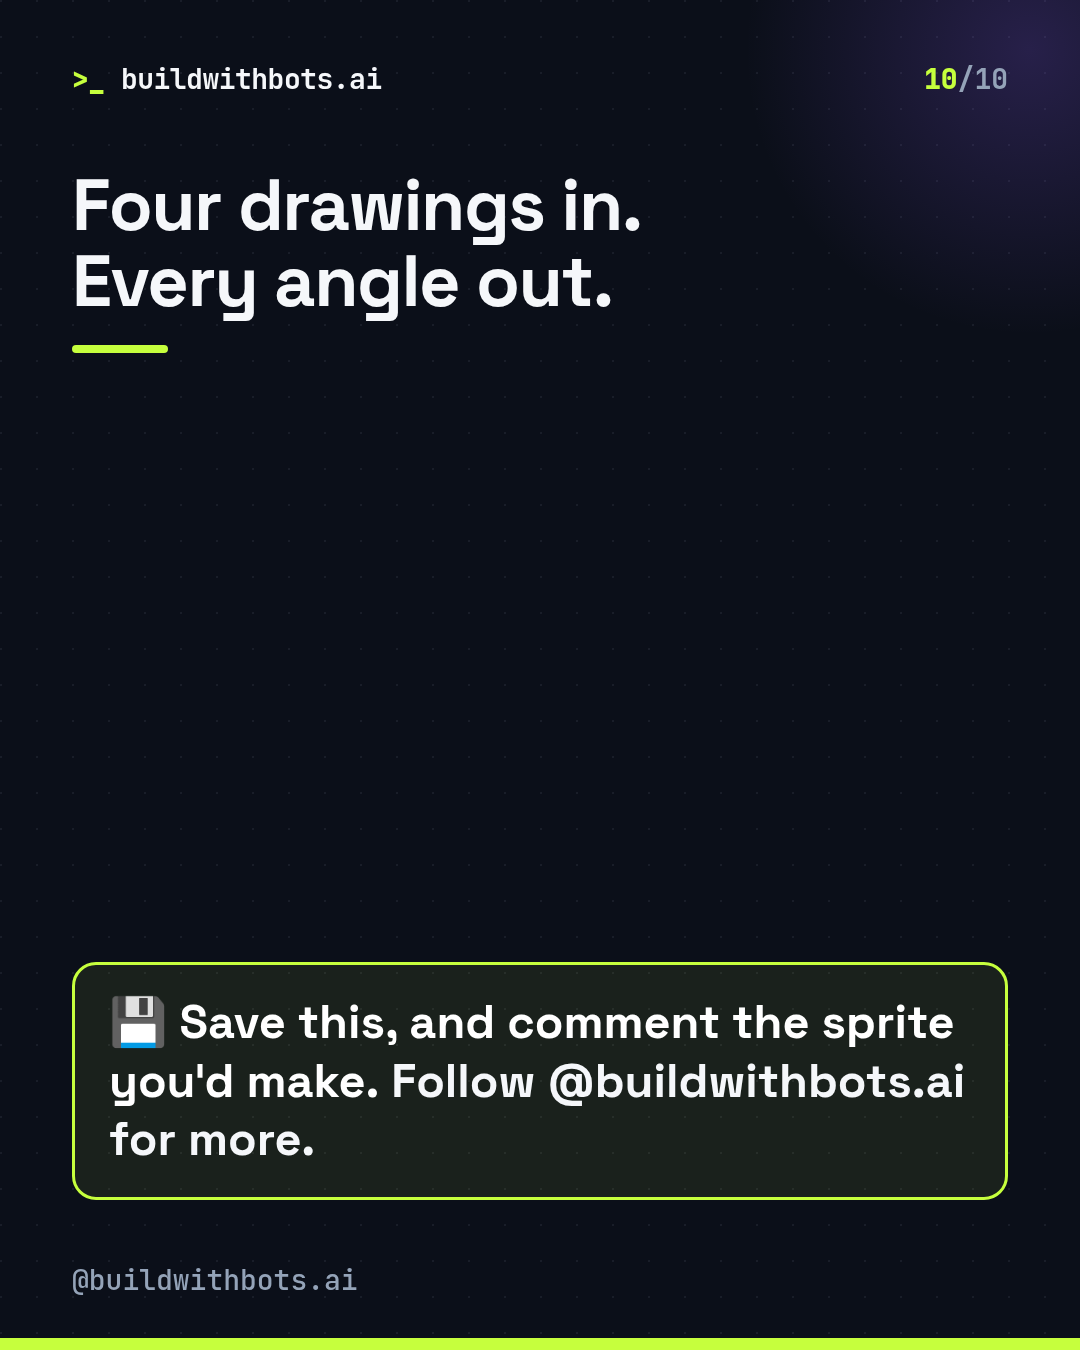 >_ buildwithbots.ai
10/10
Four drawings in.
Every angle out.
💾 Save this, and comment the sprite
you'd make. Follow @buildwithbots.ai
for more.
@buildwithbots.ai